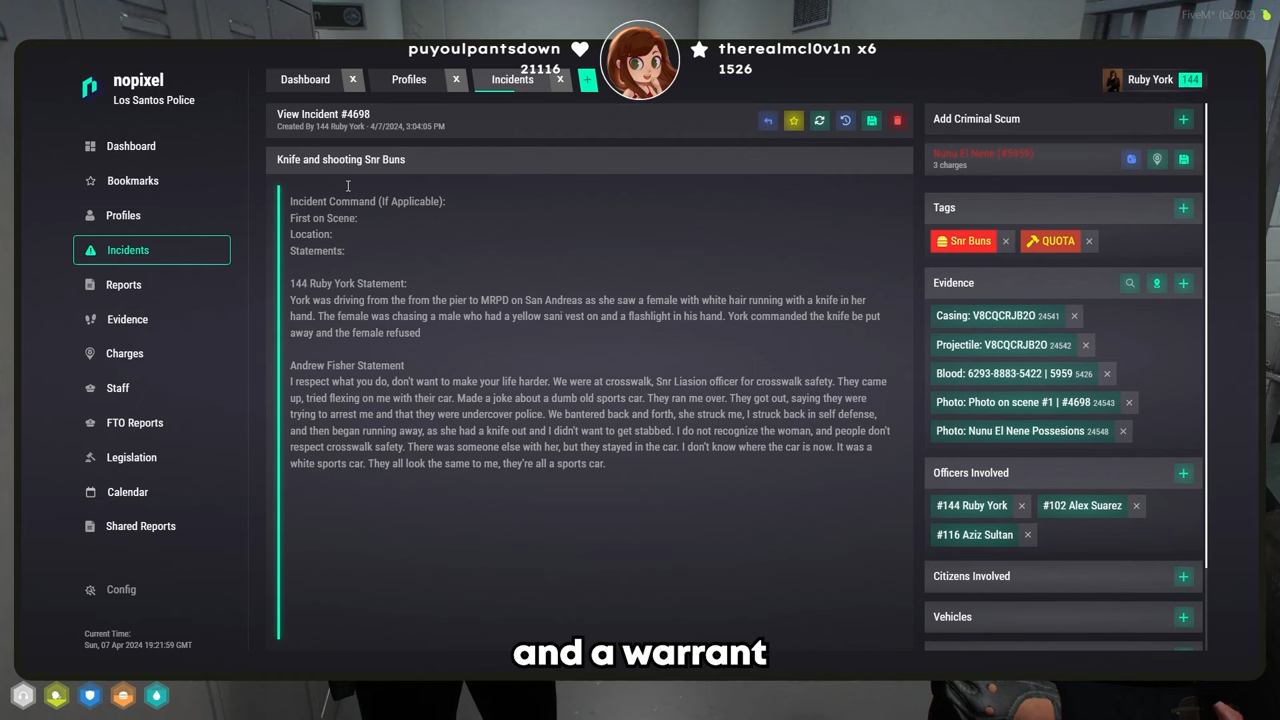 FiveM* (b2802)
puyoulpantsdown
21116
therealmcl0v1n x6
1526
nopixel
Los Santos Police
Dashboard x
Profiles x
Incidents x +
Ruby York 144
Dashboard
Bookmarks
Profiles
Incidents
Reports
Evidence
Charges
Staff
FTO Reports
Legislation
Calendar
Shared Reports
Config
Current Time:
Sun, 07 Apr 2024 19:21:59 GMT
View Incident #4698
Created By 144 Ruby York - 4/7/2024, 3:04:05 PM
Knife and shooting Snr Buns
Incident Command (If Applicable):
First on Scene:
Location:
Statements:
144 Ruby York Statement:
York was driving from the from the pier to MRPD on San Andreas as she saw a female with white hair running with a knife in her
hand. The female was chasing a male who had a yellow sani vest on and a flashlight in his hand. York commanded the knife be put
away and the female refused
Andrew Fisher Statement
I respect what you do, don't want to make your life harder. We were at crosswalk, Snr Liasion officer for crosswalk safety. They came
up, tried flexing on me with their car. Made a joke about a dumb old sports car. They ran me over. They got out, saying they were
trying to arrest me and that they were undercover police. We bantered back and forth, she struck me, I struck back in self defense,
and then began running away, as she had a knife out and I didn't want to get stabbed. I do not recognize the woman, and people don't
respect crosswalk safety. There was someone else with her, but they stayed in the car. I don't know where the car is now. It was a
white sports car. They all look the same to me, they're all a sports car.
Add Criminal Scum +
Nunu El Nene (#5959)
3 charges
Tags +
Snr Buns x QUOTA x
Evidence +
Casing: V8CQCRJB2O 24541 x
Projectile: V8CQCRJB2O 24542 x
Blood: 6293-8883-5422 | 5959 5426 x
Photo: Photo on scene #1 | #4698 24543 x
Photo: Nunu El Nene Possesions 24548 x
Officers Involved +
#144 Ruby York x #102 Alex Suarez x
#116 Aziz Sultan x
Citizens Involved +
Vehicles +
and a warrant